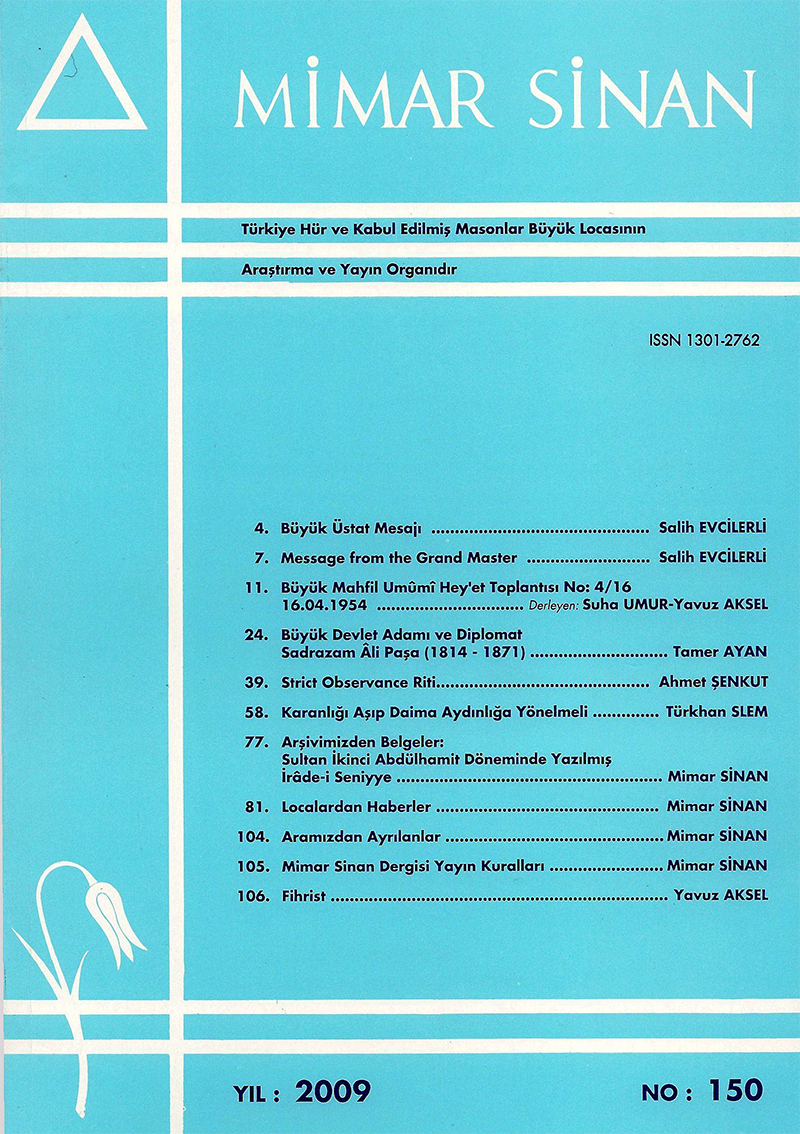 MİMAR SİNAN
Türkiye Hür ve Kabul Edilmiş Masonlar Büyük Locasının
Araştırma ve Yayın Organıdır
ISSN 1301-2762
4. Büyük Üstat Mesajı ............................................. Salih EVCİLERLİ
7. Message from the Grand Master ......................... Salih EVCİLERLİ
11. Büyük Mahfil Umûmî Hey'et Toplantısı No: 4/16
16.04.1954 .............................. Derleyen: Suha UMUR-Yavuz AKSEL
24. Büyük Devlet Adamı ve Diplomat
Sadrazam Âli Paşa (1814 - 1871) ............................ Tamer AYAN
39. Strict Observance Riti............................................ Ahmet ŞENKUT
58. Karanlığı Aşıp Daima Aydınlığa Yönelmeli .............. Türkhan SLEM
77. Arşivimizden Belgeler:
Sultan İkinci Abdülhamit Döneminde Yazılmış
İrâde-i Seniyye ...................................................... Mimar SİNAN
81. Localardan Haberler .............................................. Mimar SİNAN
104. Aramızdan Ayrılanlar ............................................ Mimar SİNAN
105. Mimar Sinan Dergisi Yayın Kuralları ....................... Mimar SİNAN
106. Fihrist .................................................................... Yavuz AKSEL
YIL : 2009 NO : 150